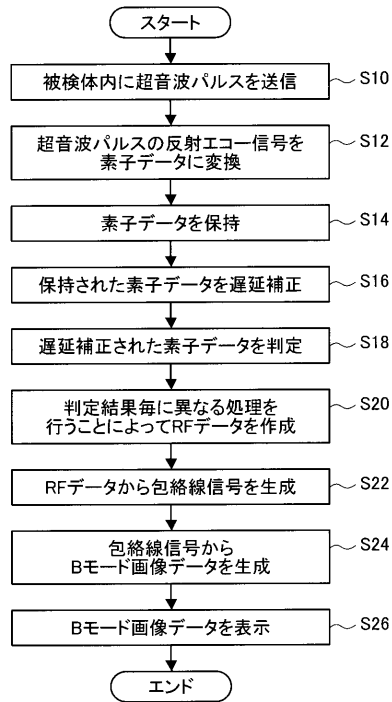 スタート
被検体内に超音波パルスを送信
S10
超音波パルスの反射エコー信号を
素子データに変換
S12
素子データを保持
S14
保持された素子データを遅延補正
S16
遅延補正された素子データを判定
S18
判定結果毎に異なる処理を
行うことによってRFデータを作成
S20
RFデータから包絡線信号を生成
S22
包絡線信号から
Bモード画像データを生成
S24
Bモード画像データを表示
S26
エンド